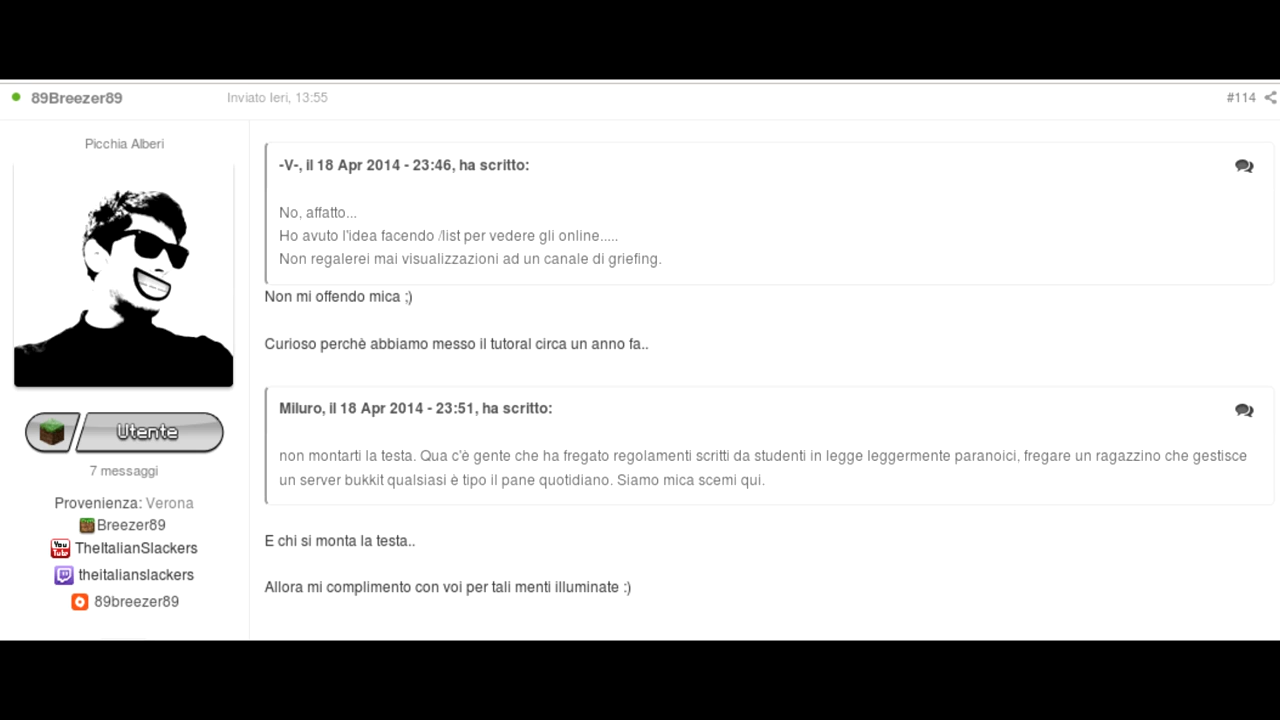 89Breezer89
Inviato Ieri, 13:55
#114
Picchia Alberi
-V-, il 18 Apr 2014 - 23:46, ha scritto:
No, affatto...
Ho avuto l'idea facendo /list per vedere gli online.....
Non regalerei mai visualizzazioni ad un canale di griefing.
Non mi offendo mica ;)
Curioso perchè abbiamo messo il tutoral circa un anno fa..
Miluro, il 18 Apr 2014 - 23:51, ha scritto:
non montarti la testa. Qua c'è gente che ha fregato regolamenti scritti da studenti in legge leggermente paranoici, fregare un ragazzino che gestisce
un server bukkit qualsiasi è tipo il pane quotidiano. Siamo mica scemi qui.
E chi si monta la testa..
Allora mi complimento con voi per tali menti illuminate :)
Utente
7 messaggi
Provenienza: Verona
Breezer89
You Tube TheItalianSlackers
theitalianslackers
89breezer89